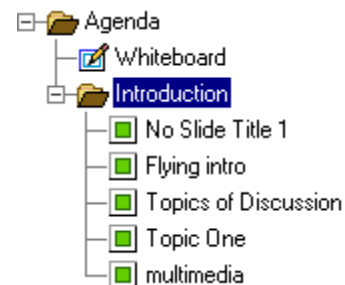 Agenda
Whiteboard
Introduction
No Slide Title 1
Flying intro
Topics of Discussion
Topic One
multimedia